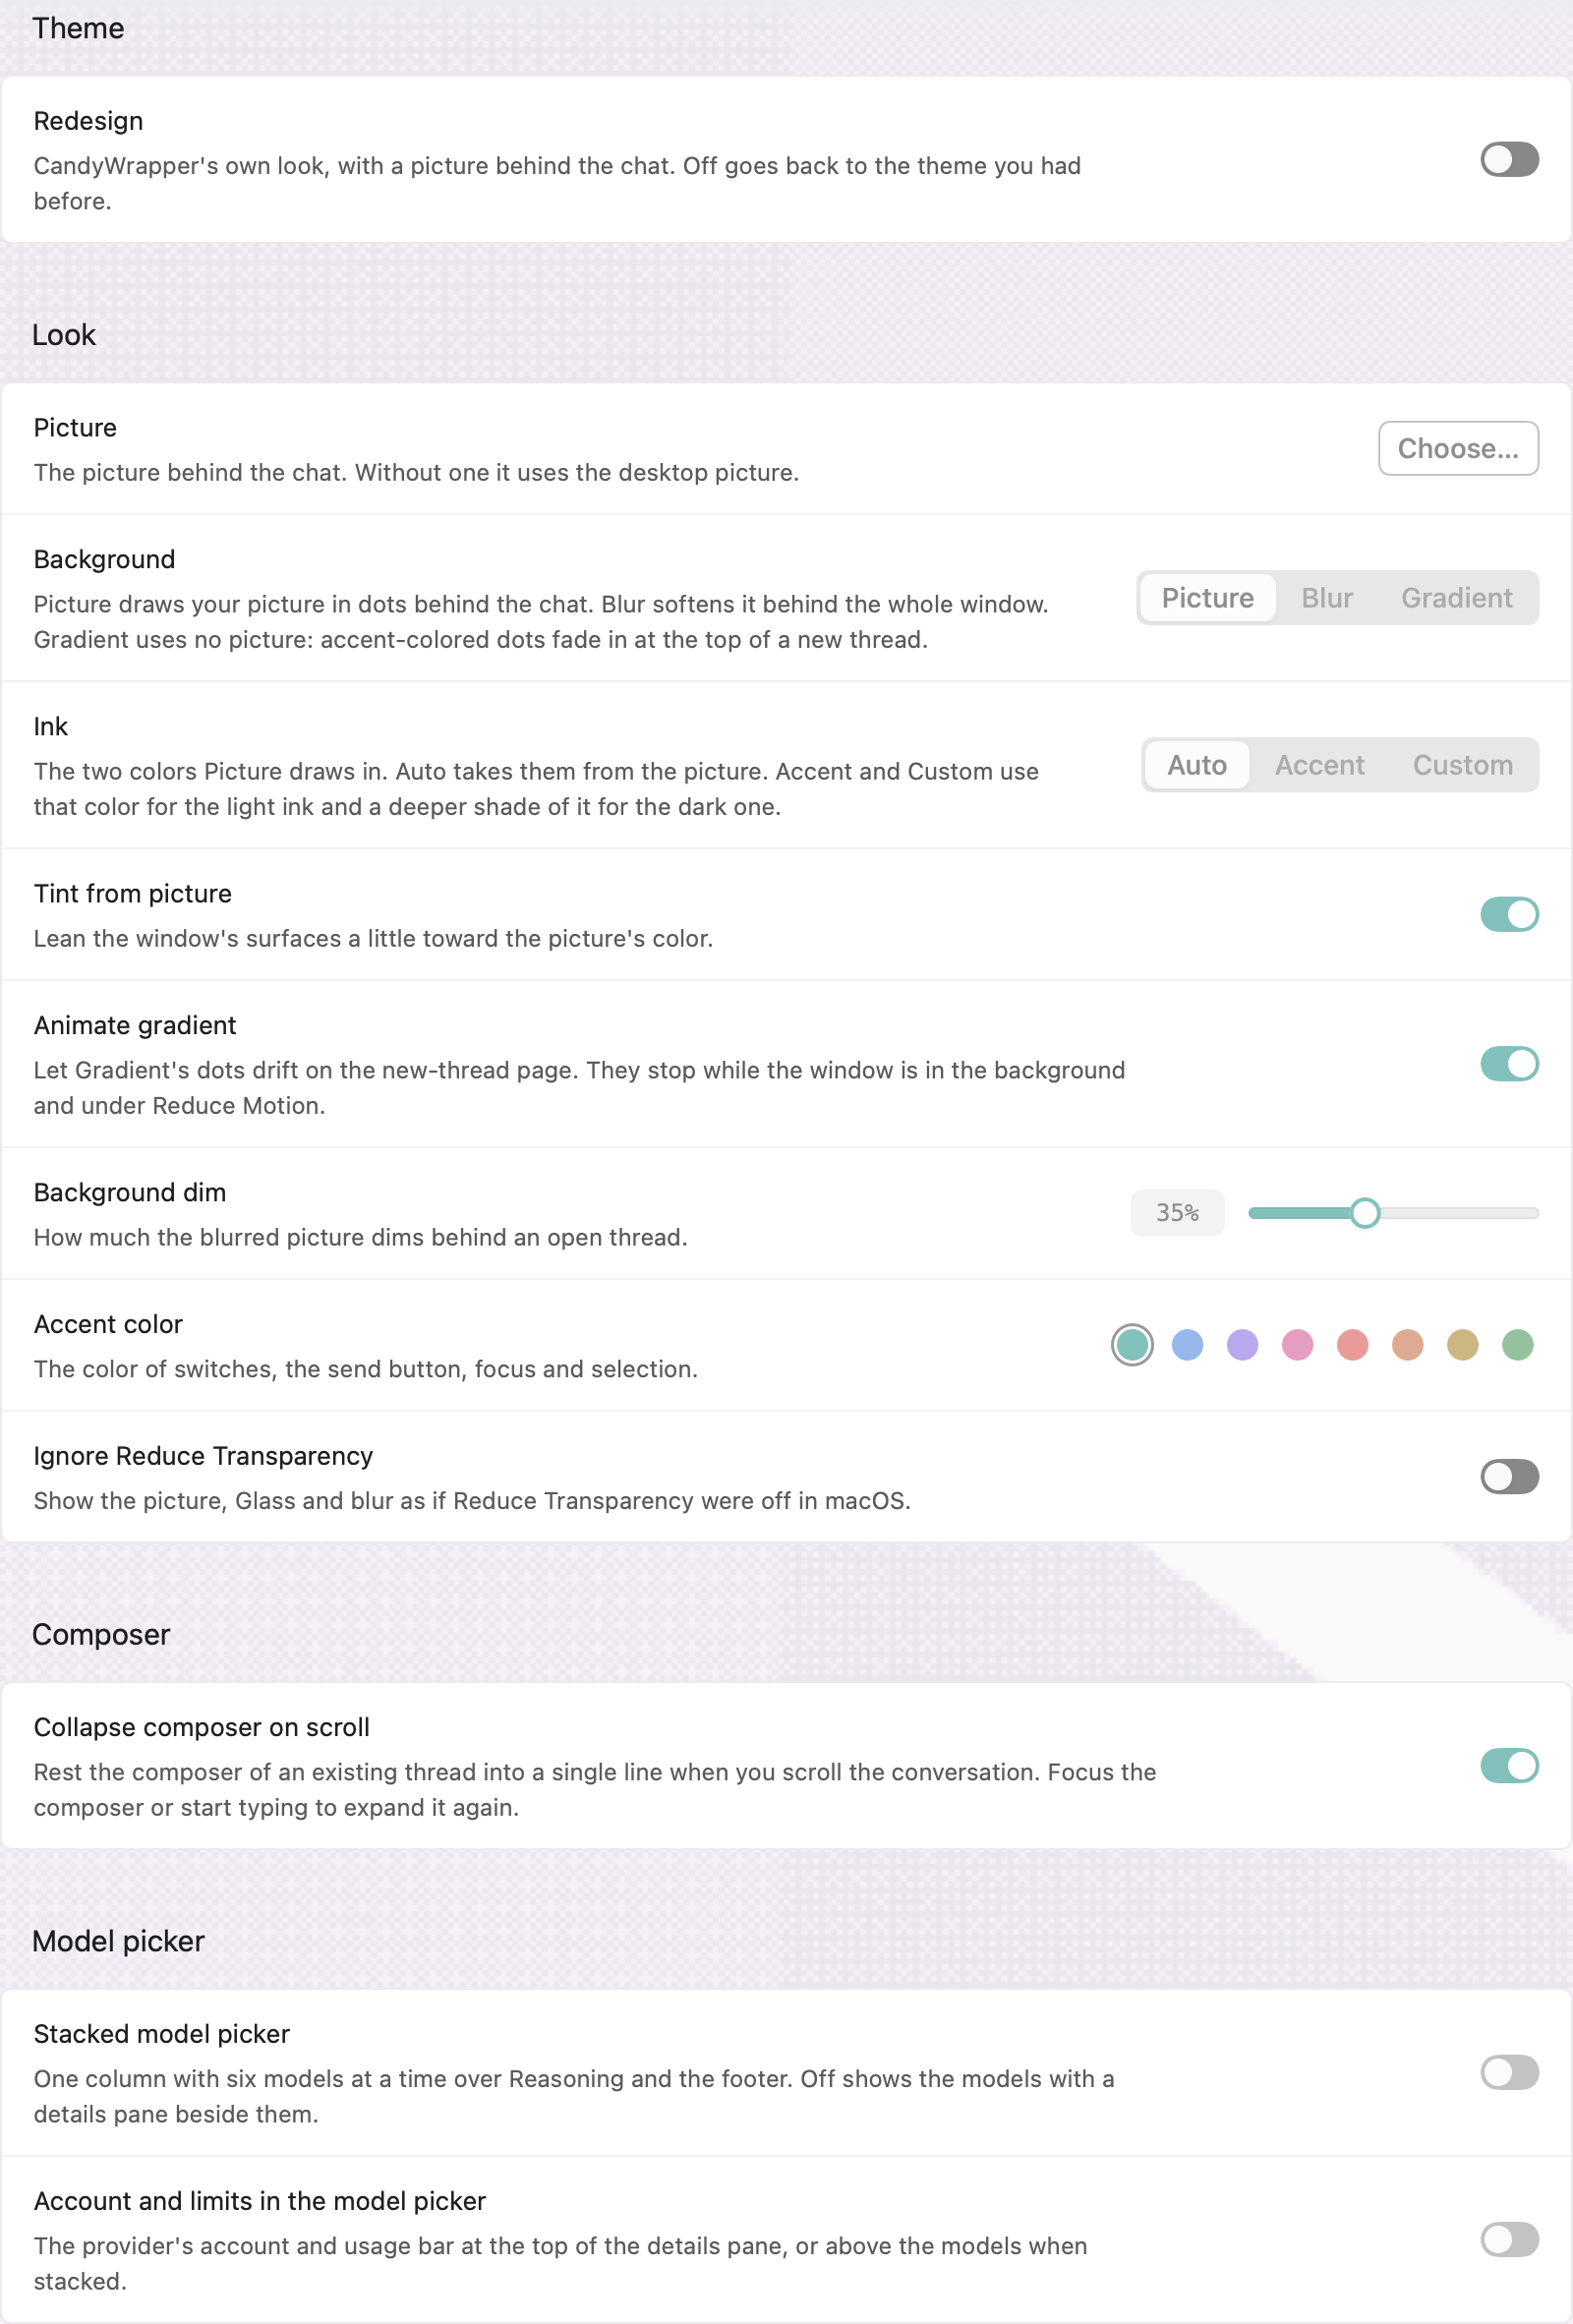 Theme
Redesign
CandyWrapper's own look, with a picture behind the chat. Off goes back to the theme you had
before.
Look
Picture
The picture behind the chat. Without one it uses the desktop picture.
Choose...
Background
Picture draws your picture in dots behind the chat. Blur softens it behind the whole window.
Gradient uses no picture: accent-colored dots fade in at the top of a new thread.
Picture Blur Gradient
Ink
The two colors Picture draws in. Auto takes them from the picture. Accent and Custom use
that color for the light ink and a deeper shade of it for the dark one.
Auto Accent Custom
Tint from picture
Lean the window's surfaces a little toward the picture's color.
Animate gradient
Let Gradient's dots drift on the new-thread page. They stop while the window is in the background
and under Reduce Motion.
Background dim
How much the blurred picture dims behind an open thread.
35%
Accent color
The color of switches, the send button, focus and selection.
Ignore Reduce Transparency
Show the picture, Glass and blur as if Reduce Transparency were off in macOS.
Composer
Collapse composer on scroll
Rest the composer of an existing thread into a single line when you scroll the conversation. Focus the
composer or start typing to expand it again.
Model picker
Stacked model picker
One column with six models at a time over Reasoning and the footer. Off shows the models with a
details pane beside them.
Account and limits in the model picker
The provider's account and usage bar at the top of the details pane, or above the models when
stacked.